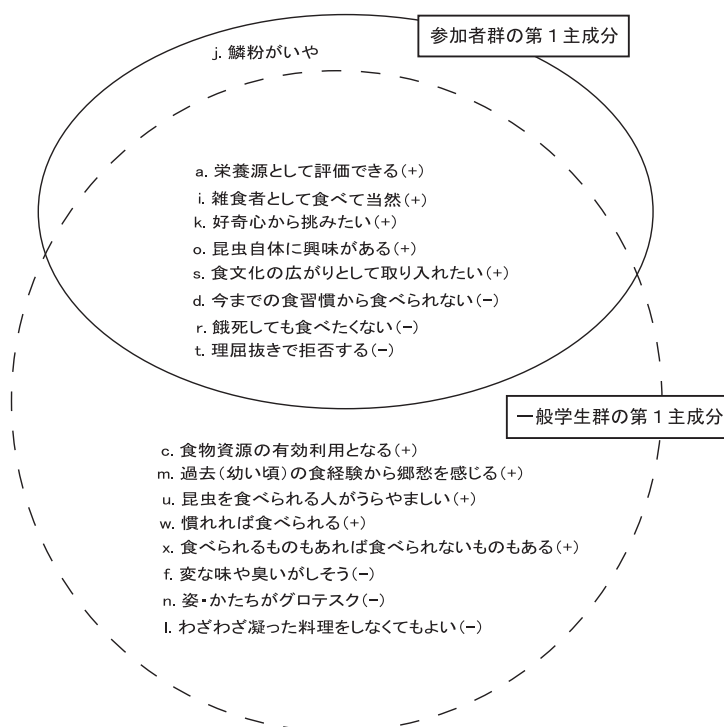 参加者群の第1主成分
j. 鱗粉がいや
a. 栄養源として評価できる(+)
i. 雑食者として食べて当然(+)
k. 好奇心から挑みたい(+)
o. 昆虫自体に興味がある(+)
s. 食文化の広がりとして取り入れたい(+)
d. 今までの食習慣から食べられない(−)
r. 餓死しても食べたくない(−)
t. 理屈抜きで拒否する(−)
一般学生群の第1主成分
c. 食物資源の有効利用となる(+)
m. 過去(幼い頃)の食経験から郷愁を感じる(+)
u. 昆虫を食べられる人がうらやましい(+)
w. 慣れれば食べられる(+)
x. 食べられるものもあれば食べられないものもある(+)
f. 変な味や臭いがしそう(−)
n. 姿・かたちがグロテスク(−)
l. わざわざ凝った料理をしなくてもよい(−)